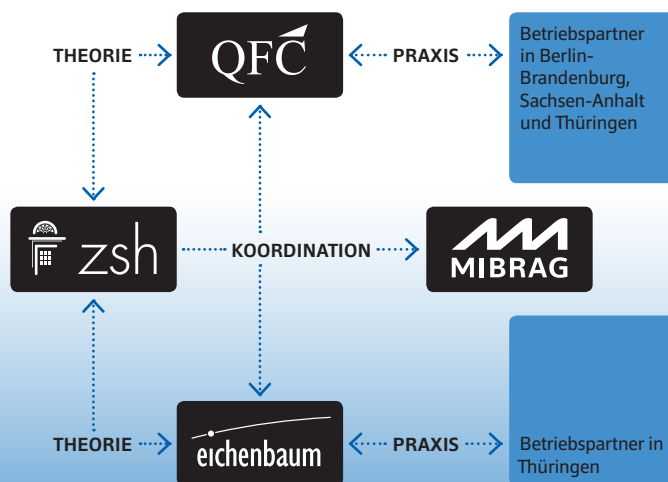 THEORIE
QFC
PRAXIS
Betriebspartner
in Berlin-
Brandenburg,
Sachsen-Anhalt
und Thüringen
zsh
KOORDINATION
MIBRAG
THEORIE
eichenbaum
PRAXIS
Betriebspartner in
Thüringen